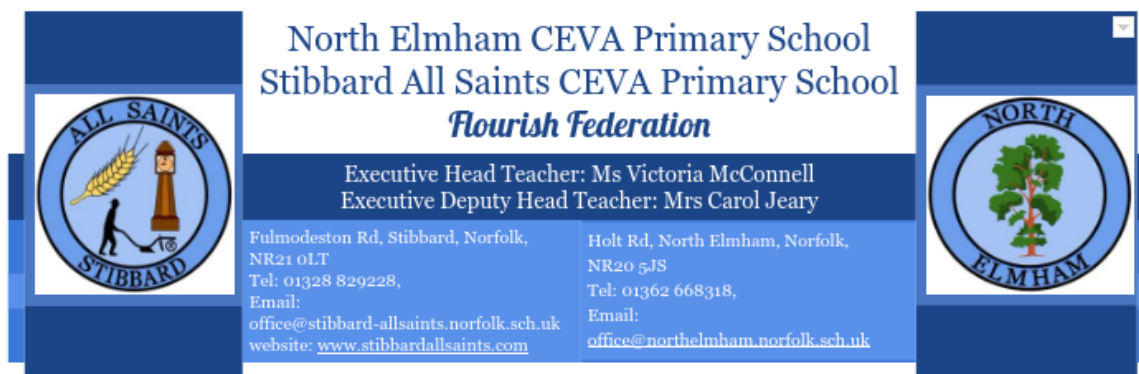 North Elmham CEVA Primary School
Stibbard All Saints CEVA Primary School
Flourish Federation
ALL SAINTS
STIBBARD
NORTH
ELMHAM
Executive Head Teacher: Ms Victoria McConnell
Executive Deputy Head Teacher: Mrs Carol Jeary
Fulmodeston Rd, Stibbard, Norfolk,
NR21 0LT
Tel: 01328 829228,
Email:
office@stibbard-allsaints.norfolk.sch.uk
website: www.stibbardallsaints.com
Holt Rd, North Elmham, Norfolk,
NR20 5JS
Tel: 01362 668318,
Email:
office@northelmham.norfolk.sch.uk